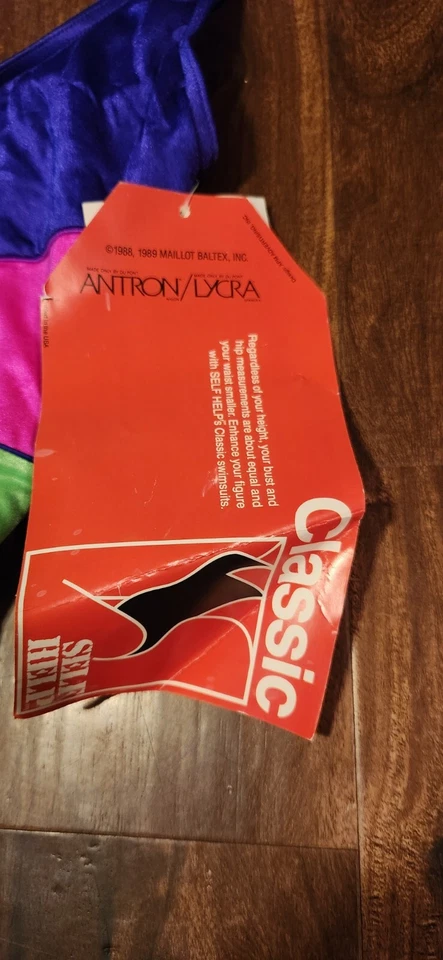 ©1988, 1989 MAILLOT BALTEX, INC.
ANTRON/LYCRA
Regardless of your height, your bust and
hip measurements are about equal and
your waist smaller. Enhance your figure
with SELF HELP's Classic swimsuits.
Classic
SELF
HELP